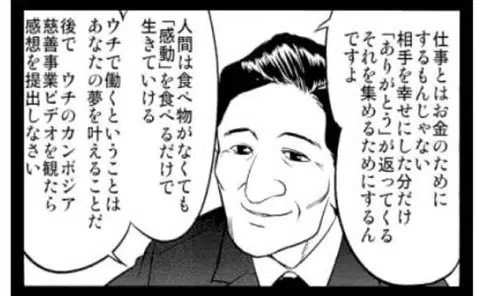 仕事とはお金のために
するもんじゃない
相手を幸せにした分だけ
「ありがとう」が返ってくる
それを集めるためにするん
ですよ
人間は食べ物がなくても
「感動」を食べるだけで
生きていける
ウチで働くということは
あなたの夢を叶えることだ
後で ウチのカンボジア
慈善事業ビデオを観たら
感想を提出しなさい